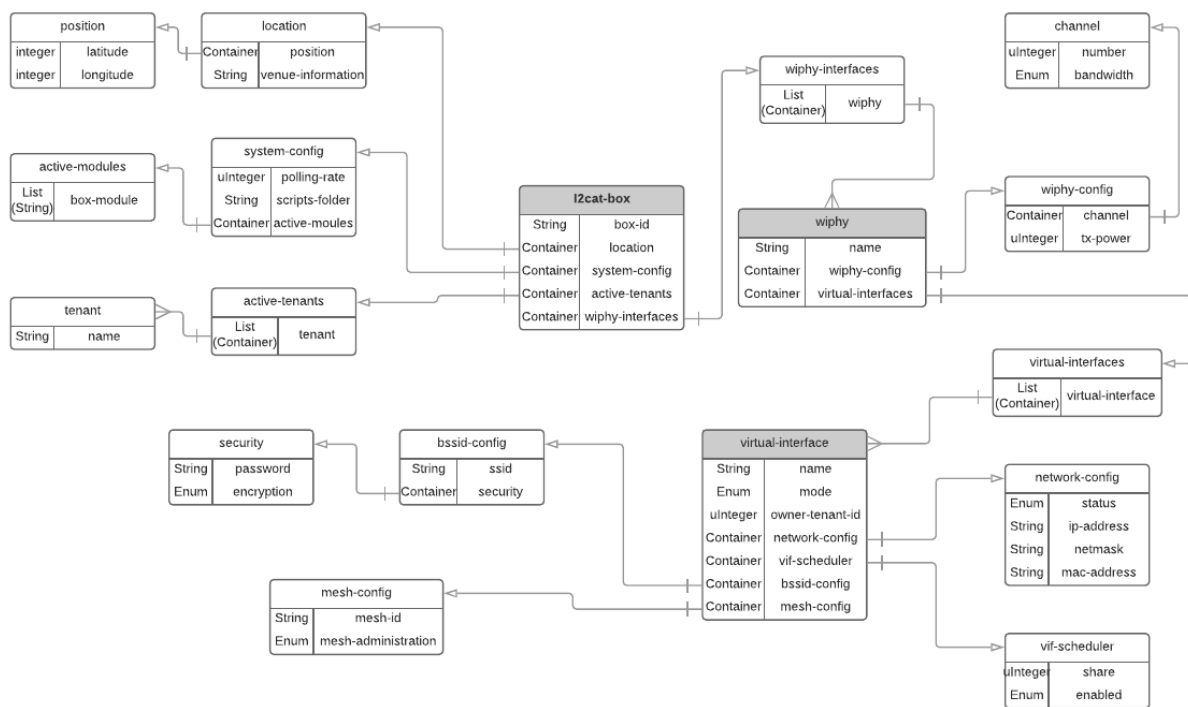 position
integer latitude
integer longitude
location
Container position
String venue-information
channel
uInteger number
Enum bandwidth
wiphy-interfaces
List
(Container) wiphy
active-modules
List
(String) box-module
system-config
uInteger polling-rate
String scripts-folder
Container active-moules
I2cat-box
String box-id
Container location
Container system-config
Container active-tenants
Container wiphy-interfaces
wiphy
String name
Container wiphy-config
Container virtual-interfaces
wiphy-config
Container channel
uInteger tx-power
tenant
String name
active-tenants
List
(Container) tenant
virtual-interfaces
List
(Container) virtual-interface
security
String password
Enum encryption
bssid-config
String ssid
Container security
virtual-interface
String name
Enum mode
uInteger owner-tenant-id
Container network-config
Container vif-scheduler
Container bssid-config
Container mesh-config
network-config
Enum status
String ip-address
String netmask
String mac-address
mesh-config
String mesh-id
Enum mesh-administration
vif-scheduler
uInteger share
Enum enabled